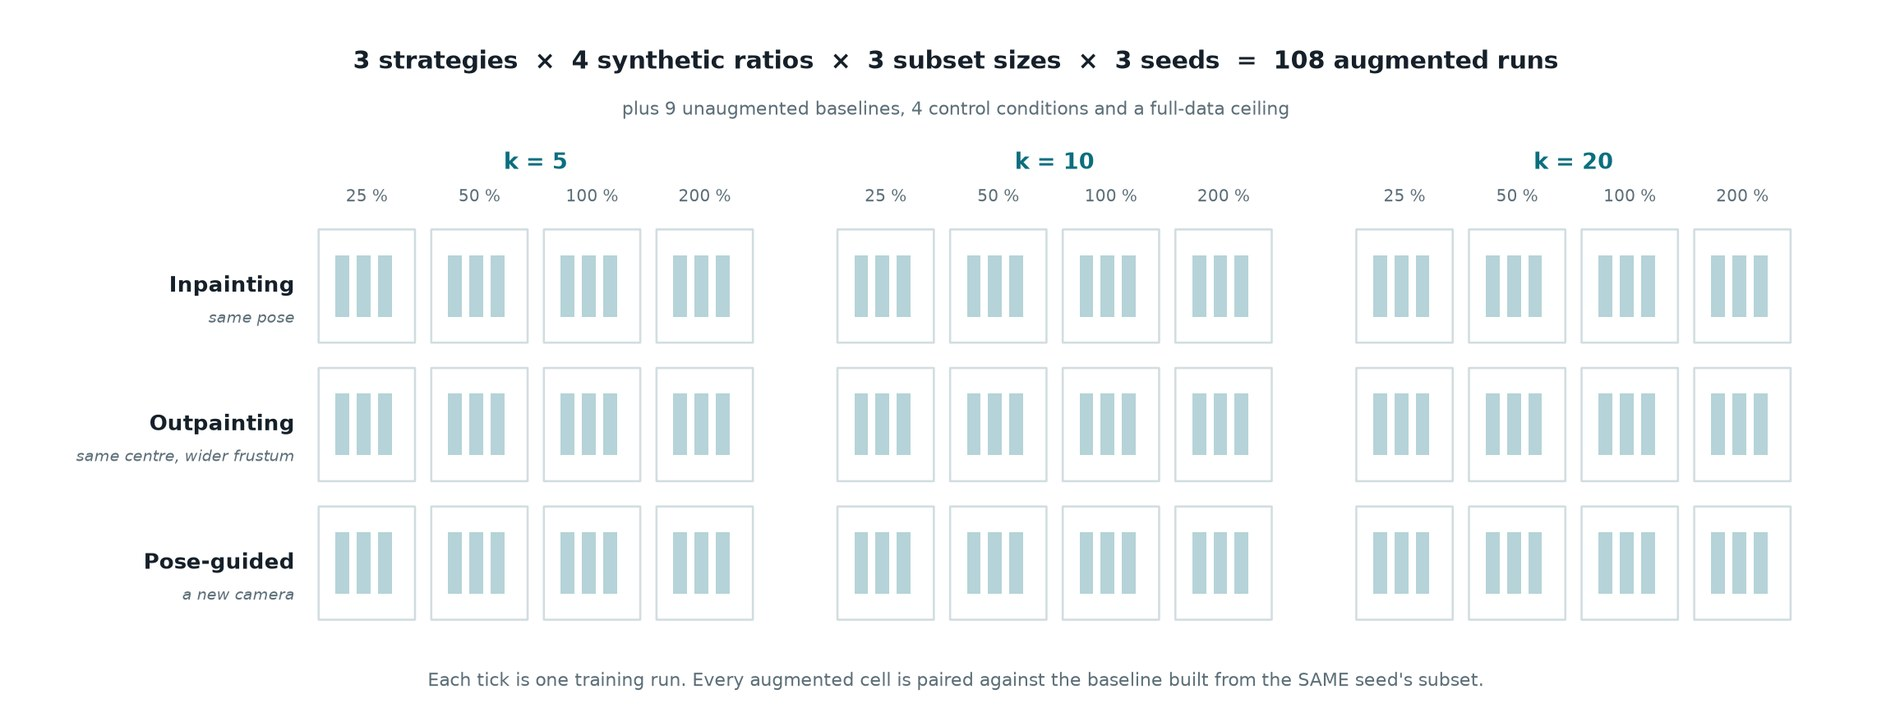 3 strategies × 4 synthetic ratios × 3 subset sizes × 3 seeds = 108 augmented runs
plus 9 unaugmented baselines, 4 control conditions and a full-data ceiling
k = 5 k = 10 k = 20
25 % 50 % 100 % 200 % 25 % 50 % 100 % 200 % 25 % 50 % 100 % 200 %
Inpainting
same pose
Outpainting
same centre, wider frustum
Pose-guided
a new camera
Each tick is one training run. Every augmented cell is paired against the baseline built from the SAME seed's subset.